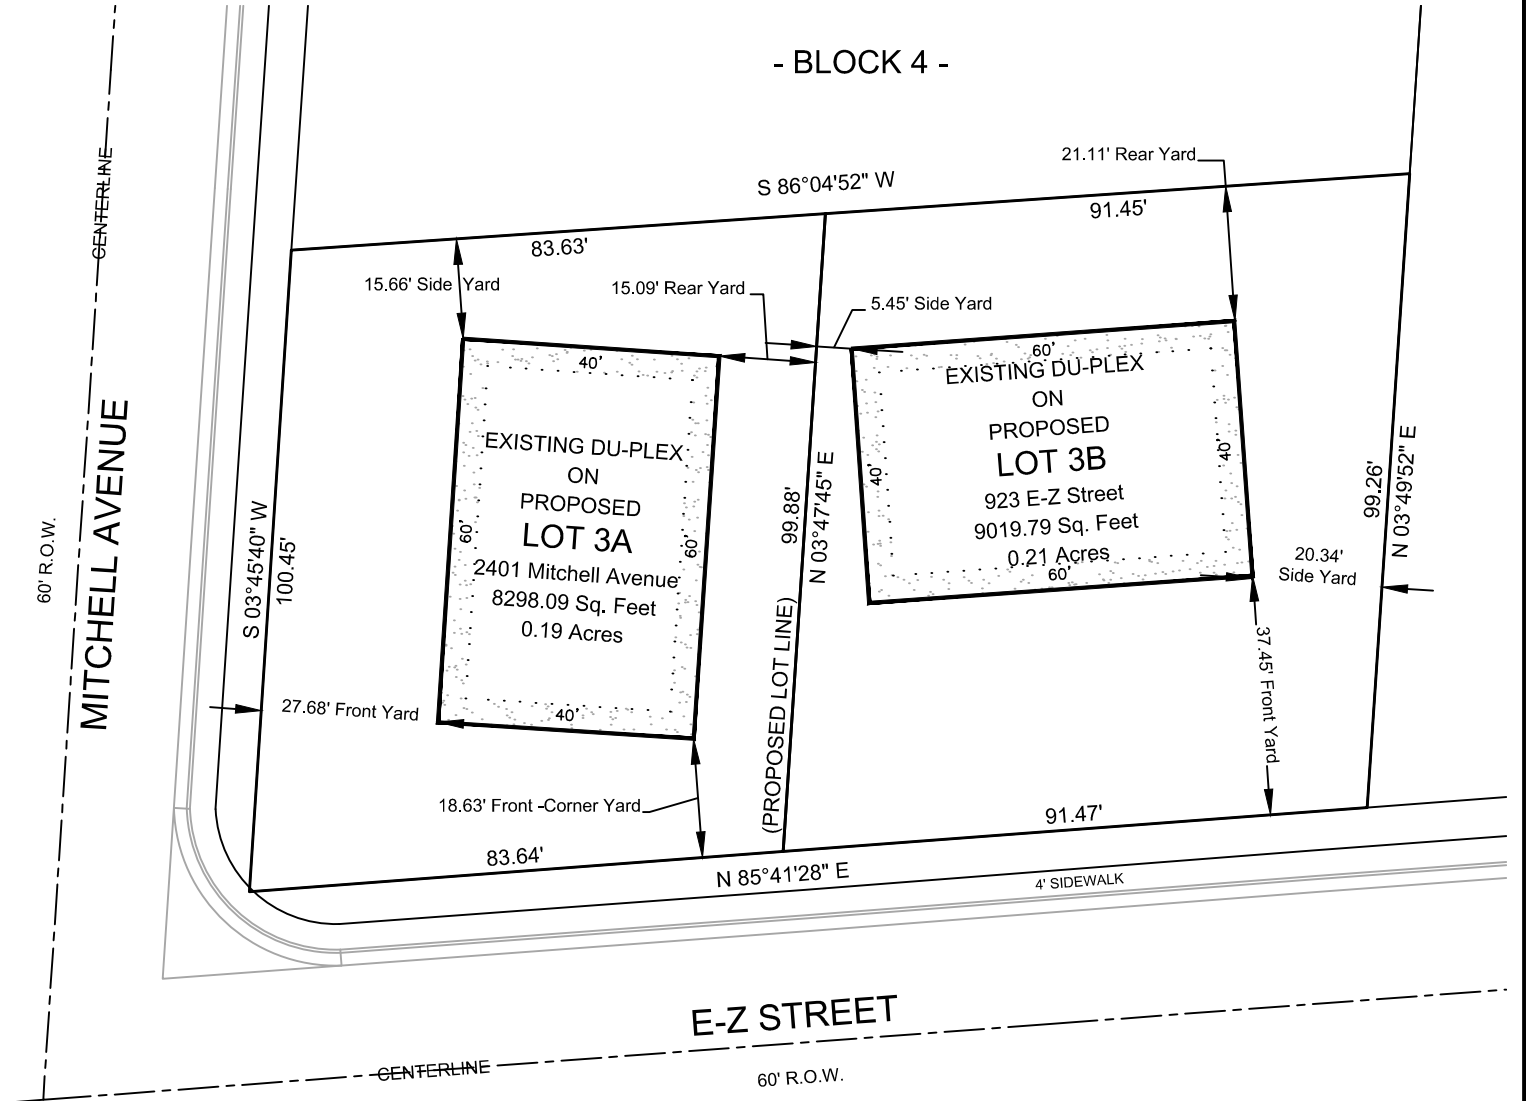 - BLOCK 4 -
CENTERLINE
21.11' Rear Yard
S 86°04'52" W
91.45'
83.63'
15.66' Side Yard
15.09' Rear Yard
5.45' Side Yard
40'
60'
EXISTING DU-PLEX
ON
PROPOSED
LOT 3A
2401 Mitchell Avenue
8298.09 Sq. Feet
0.19 Acres
60'
60'
40'
EXISTING DU-PLEX
ON
PROPOSED
LOT 3B
923 E-Z Street
9019.79 Sq. Feet
0.21 Acres
60'
40'
40'
MITCHELL AVENUE
60' R.O.W.
S 03°45'40" W
100.45'
99.88'
N 03°47'45" E
(PROPOSED LOT LINE)
99.26'
N 03°49'52" E
20.34'
Side Yard
37.45' Front Yard
27.68' Front Yard
18.63' Front -Corner Yard
91.47'
83.64'
N 85°41'28" E
4' SIDEWALK
E-Z STREET
CENTERLINE
60' R.O.W.